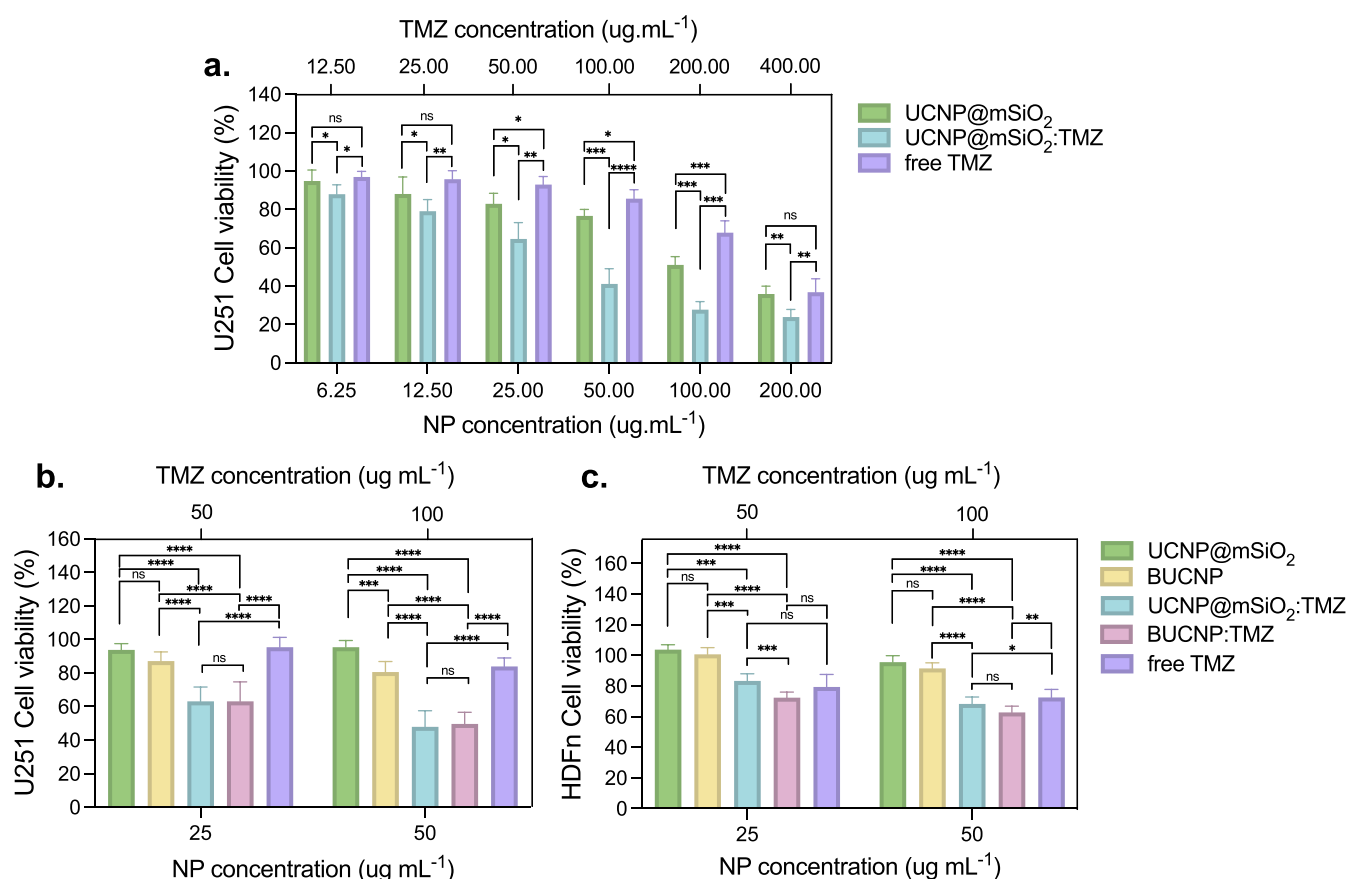 TMZ concentration (ug.mL⁻¹)
a.
12.50 25.00 50.00 100.00 200.00 400.00
U251 Cell viability (%)
140
120
100
80
60
40
20
0
ns ns * * *** ns
* * * *** *** **
* ** ** **** *** **
6.25 12.50 25.00 50.00 100.00 200.00
NP concentration (ug.mL⁻¹)
UCNP@mSiO₂
UCNP@mSiO₂:TMZ
free TMZ
b.
TMZ concentration (ug mL⁻¹)
50 100
U251 Cell viability (%)
160
140
120
100
80
60
40
20
0
**** ****
**** ****
ns ***
**** ****
**** **** **** ****
**** ****
ns ns
25 50
NP concentration (ug mL⁻¹)
c.
TMZ concentration (ug mL⁻¹)
50 100
HDFn Cell viability (%)
160
140
120
100
80
60
40
20
0
**** ****
*** ****
ns ns
**** ****
ns **
*** ****
ns *
*** ns
25 50
NP concentration (ug mL⁻¹)
UCNP@mSiO₂
BUCNP
UCNP@mSiO₂:TMZ
BUCNP:TMZ
free TMZ